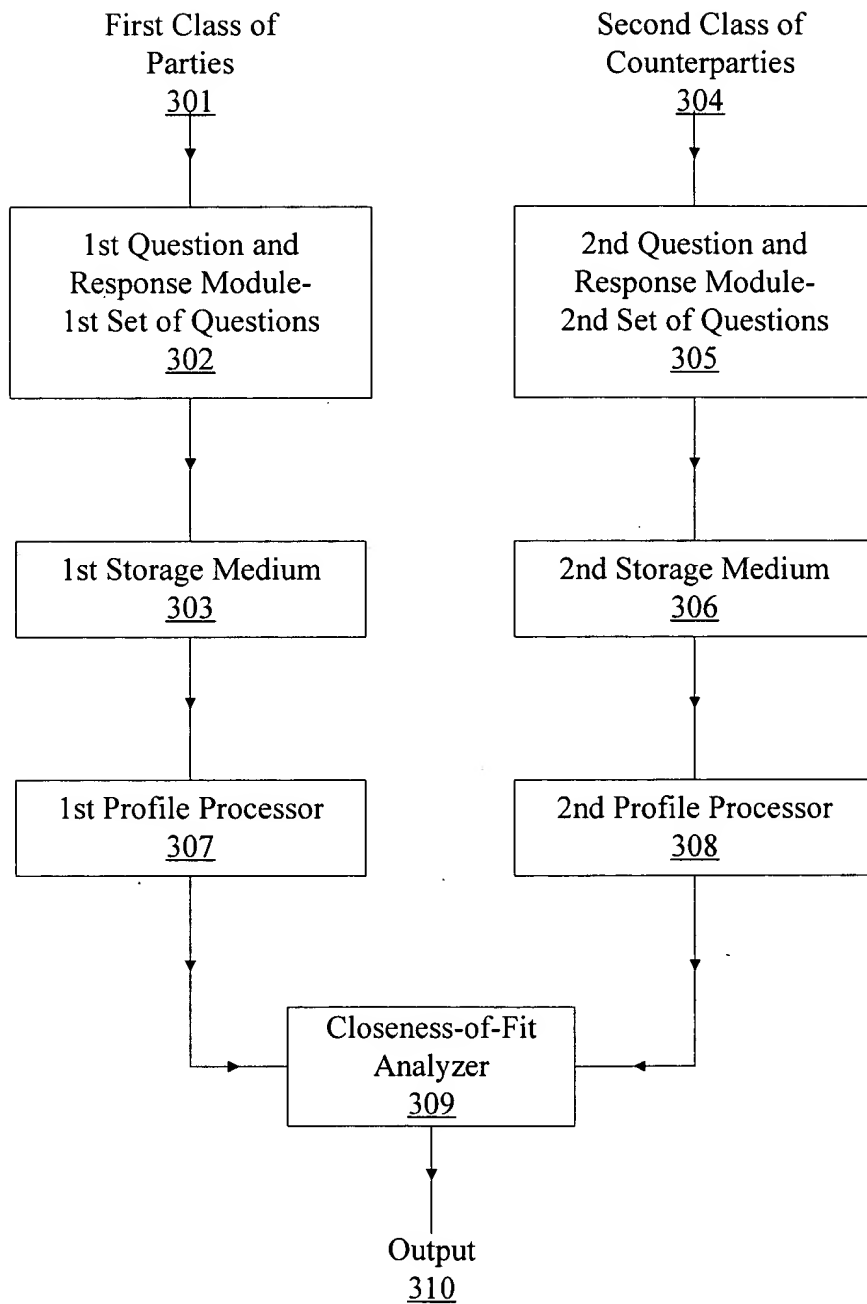 First Class of
Parties
301
Second Class of
Counterparties
304
1st Question and
Response Module-
1st Set of Questions
302
2nd Question and
Response Module-
2nd Set of Questions
305
1st Storage Medium
303
2nd Storage Medium
306
1st Profile Processor
307
2nd Profile Processor
308
Closeness-of-Fit
Analyzer
309
Output
310